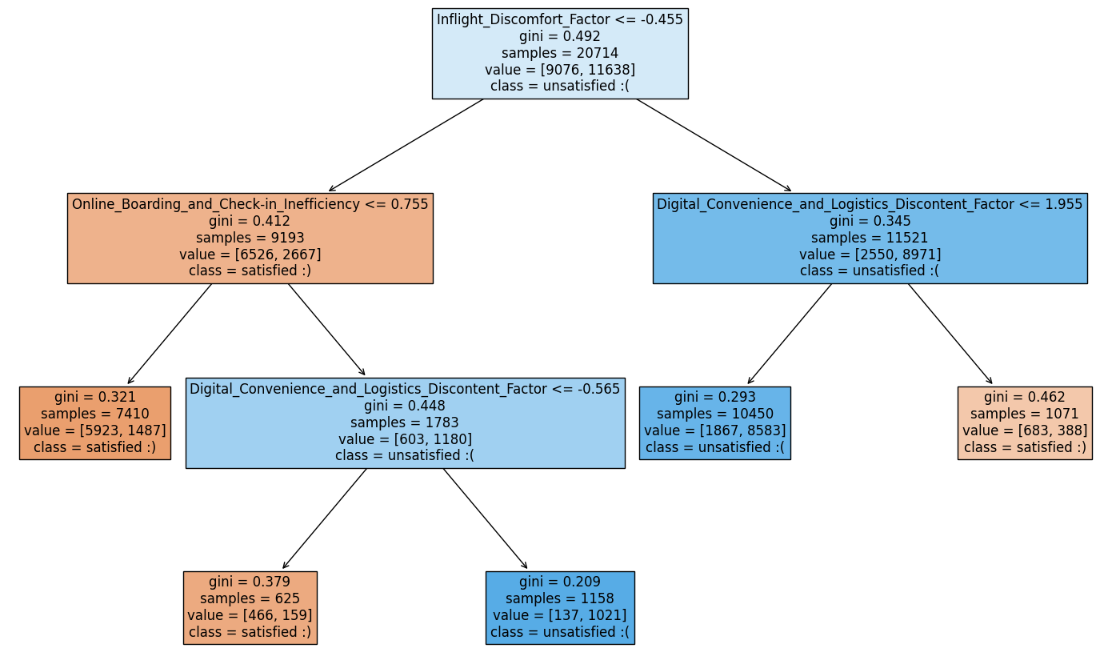 Inflight_Discomfort_Factor <= -0.455
gini = 0.492
samples = 20714
value = [9076, 11638]
class = unsatisfied :(
Online_Boarding_and_Check-in_Inefficiency <= 0.755
gini = 0.412
samples = 9193
value = [6526, 2667]
class = satisfied :)
Digital_Convenience_and_Logistics_Discontent_Factor <= 1.955
gini = 0.345
samples = 11521
value = [2550, 8971]
class = unsatisfied :(
gini = 0.321
samples = 7410
value = [5923, 1487]
class = satisfied :)
Digital_Convenience_and_Logistics_Discontent_Factor <= -0.565
gini = 0.448
samples = 1783
value = [603, 1180]
class = unsatisfied :(
gini = 0.293
samples = 10450
value = [1867, 8583]
class = unsatisfied :(
gini = 0.462
samples = 1071
value = [683, 388]
class = satisfied :)
gini = 0.379
samples = 625
value = [466, 159]
class = satisfied :)
gini = 0.209
samples = 1158
value = [137, 1021]
class = unsatisfied :(